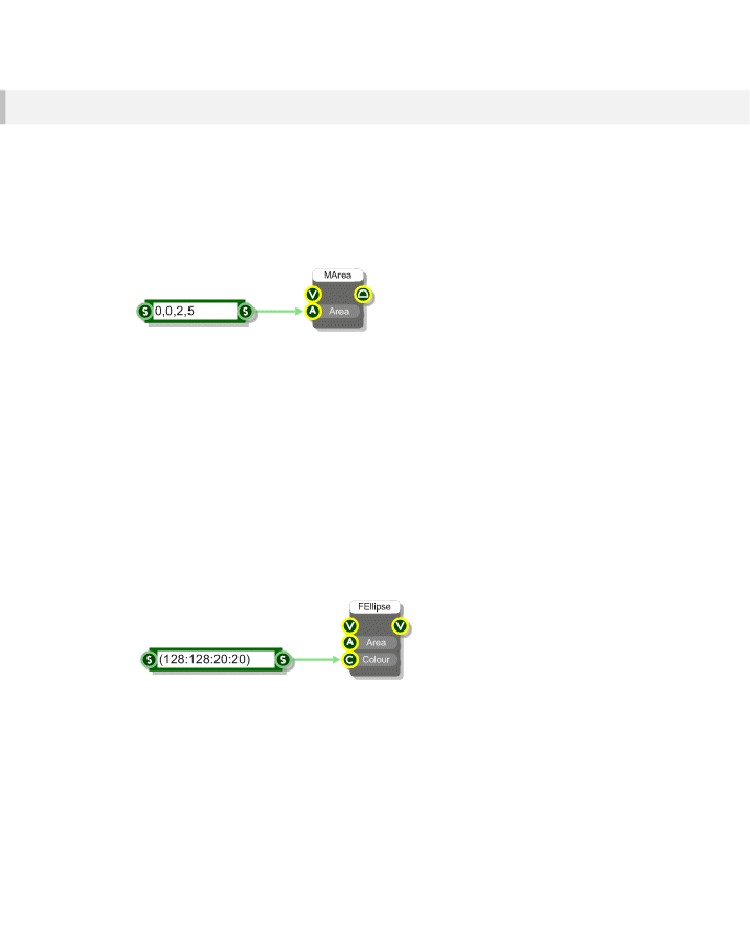 MArea
V
S 0,0,2,5 S
A Area
FEllipse
V V
A Area
S (128:128:20:20) S
C Colour